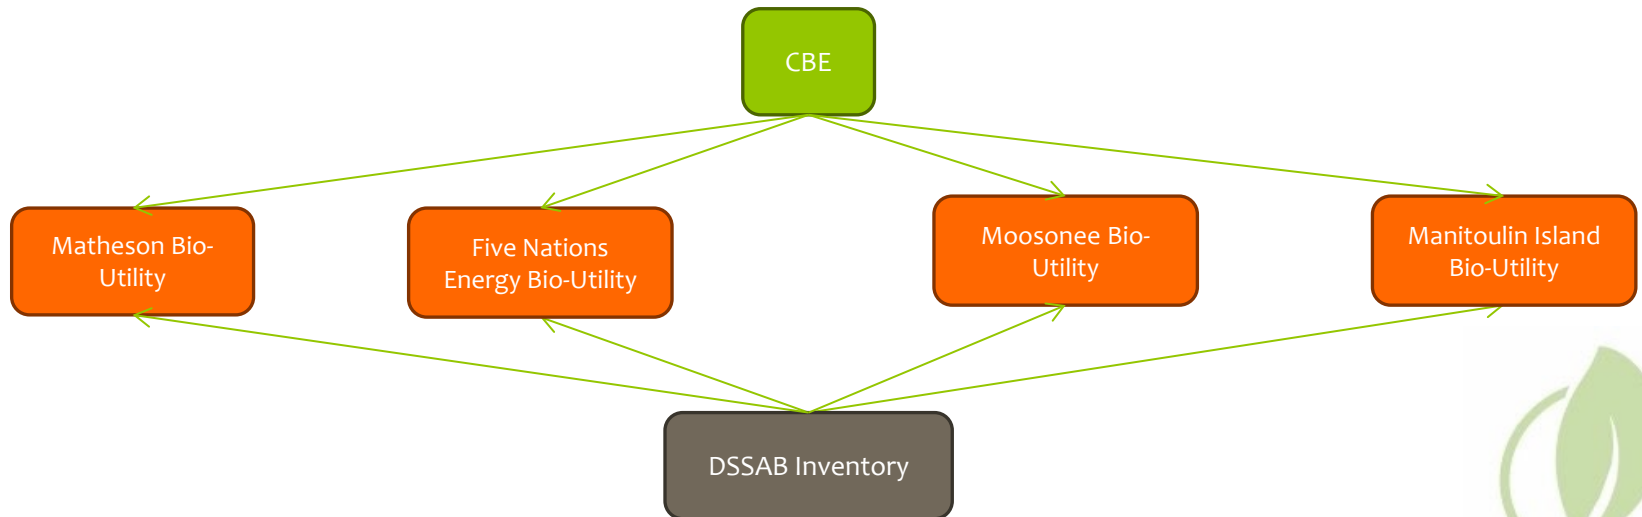 CBE
Matheson Bio-
Utility
Five Nations
Energy Bio-Utility
Moosonee Bio-
Utility
Manitoulin Island
Bio-Utility
DSSAB Inventory